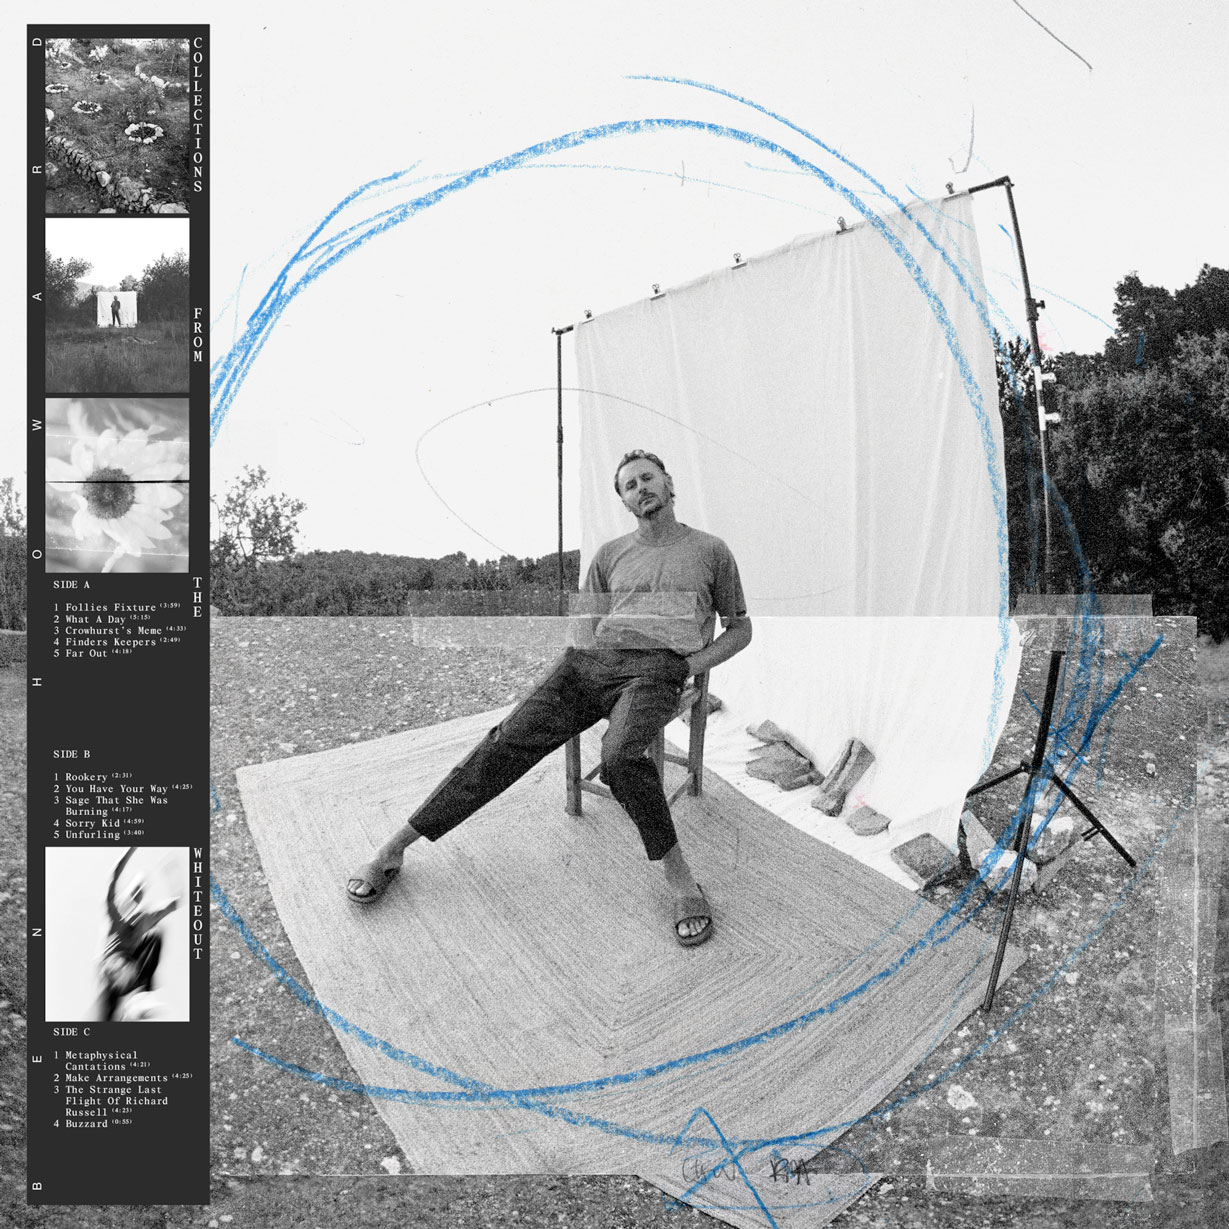 BEN HOWARD
COLLECTIONS FROM THE WHITEOUT
SIDE A
1 Follies Fixture (3:59)
2 What A Day (5:15)
3 Crowhurst's Meme (4:33)
4 Finders Keepers (2:49)
5 Far Out (4:18)
SIDE B
1 Rookery (2:31)
2 You Have Your Way (4:25)
3 Sage That She Was
Burning (4:17)
4 Sorry Kid (4:59)
5 Unfurling (3:40)
SIDE C
1 Metaphysical
Cantations (4:21)
2 Make Arrangements (4:25)
3 The Strange Last
Flight Of Richard
Russell (4:23)
4 Buzzard (0:55)